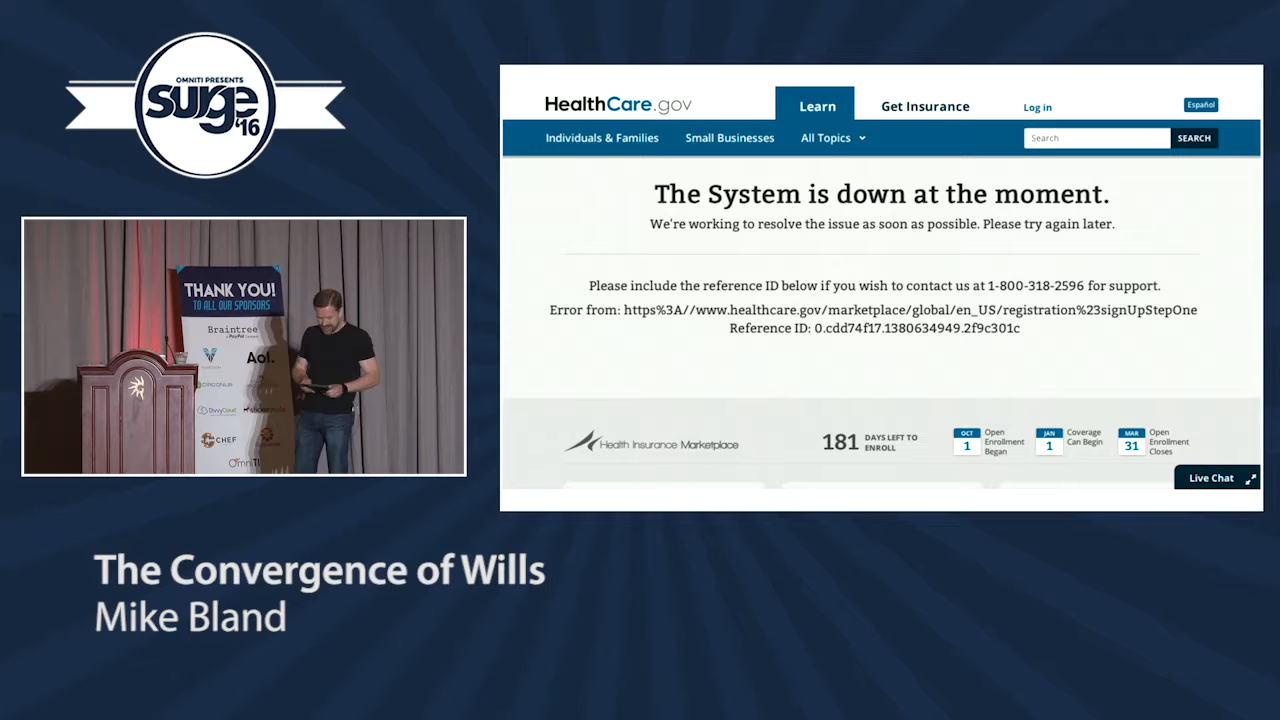 OMNITI PRESENTS
surge
'16
THANK YOU!
TO ALL OUR SPONSORS
Braintree
A PayPal Company
Aol.
CIRCONUS
DivvyCloud
CHEF
OmniTI
HealthCare.gov
Learn
Get Insurance
Log in
Español
Individuals & Families
Small Businesses
All Topics
Search
SEARCH
The System is down at the moment.
We're working to resolve the issue as soon as possible. Please try again later.
Please include the reference ID below if you wish to contact us at 1-800-318-2596 for support.
Error from: https%3A//www.healthcare.gov/marketplace/global/en_US/registration%23signUpStepOne
Reference ID: 0.cdd74f17.1380634949.2f9c301c
Health Insurance Marketplace
181 DAYS LEFT TO
ENROLL
OCT
1
Open
Enrollment
Began
JAN
1
Coverage
Can Begin
MAR
31
Open
Enrollment
Closes
Live Chat
The Convergence of Wills
Mike Bland